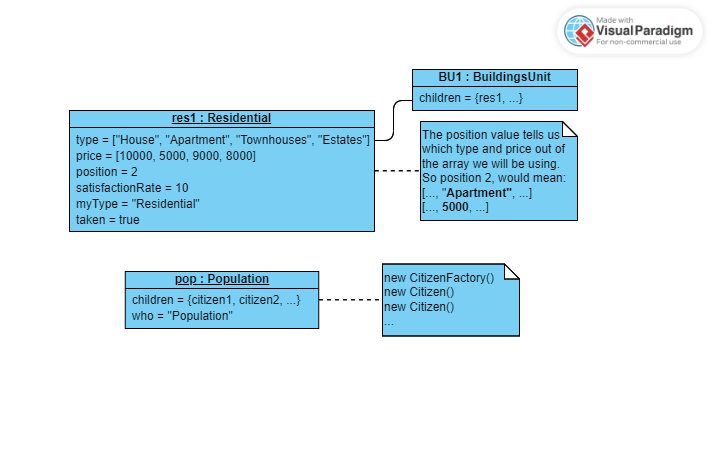 Made with
VisualParadigm
For non-commercial use
BU1 : BuildingsUnit
children = {res1, ...}
res1 : Residential
type = ["House", "Apartment", "Townhouses", "Estates"]
price = [10000, 5000, 9000, 8000]
position = 2
satisfactionRate = 10
myType = "Residential"
taken = true
The position value tells us
which type and price out of
the array we will be using.
So position 2, would mean:
[..., "Apartment", ...]
[..., 5000, ...]
pop : Population
children = {citizen1, citizen2, ...}
who = "Population"
new CitizenFactory()
new Citizen()
new Citizen()
...